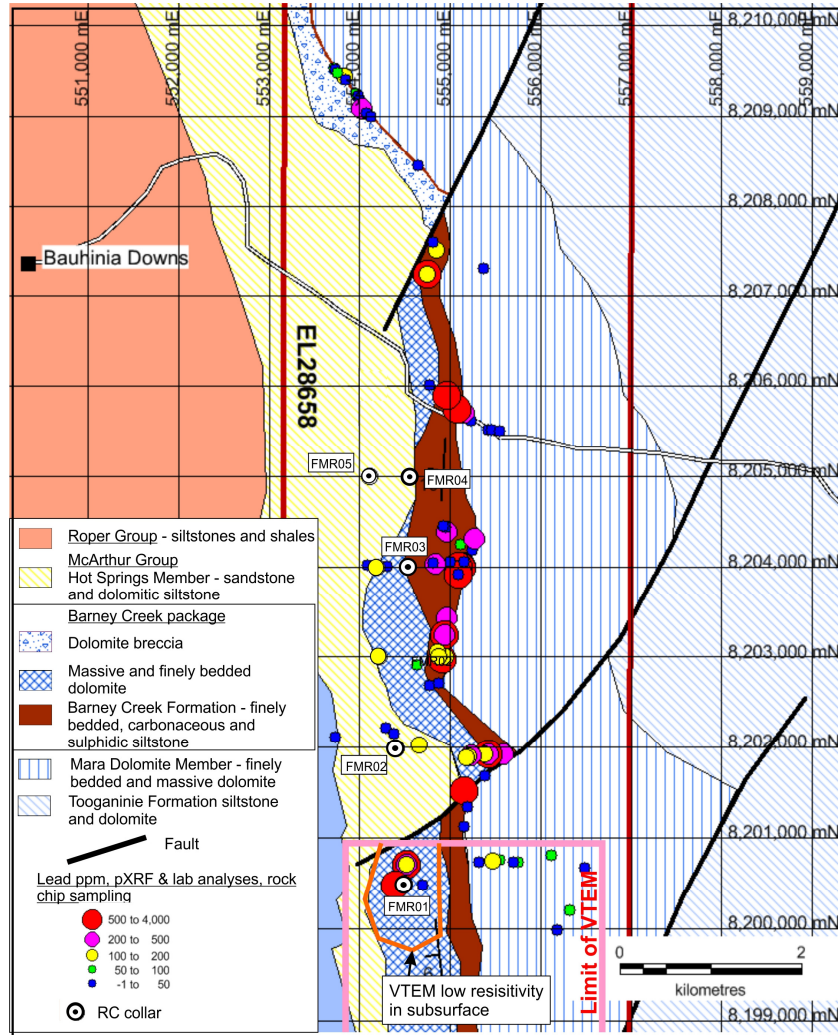 551,000 mE
552,000 mE
553,000 mE
555,000 mE
556,000 mE
557,000 mE
558,000 mE
559,000 mE
8,210,000 mN
8,209,000 mN
8,208,000 mN
Bauhinia Downs
8,207,000 mN
EL28658
8,206,000 mN
8,205,000 mN
FMR05
FMR04
8,204,000 mN
FMR03
8,203,000 mN
FMR02
8,202,000 mN
FMR02
8,201,000 mN
FMR01
8,200,000 mN
8,199,000 mN
Limit of VTEM
6
VTEM low resisitivity
in subsurface
0
2
kilometres
Roper Group - siltstones and shales
McArthur Group
Hot Springs Member - sandstone
and dolomitic siltstone
Barney Creek package
Dolomite breccia
Massive and finely bedded
dolomite
Barney Creek Formation - finely
bedded, carbonaceous and
sulphidic siltstone
Mara Dolomite Member - finely
bedded and massive dolomite
Tooganinie Formation siltstone
and dolomite
Fault
Lead ppm, pXRF & lab analyses, rock
chip sampling
500 to 4,000
200 to 500
100 to 200
50 to 100
-1 to 50
RC collar